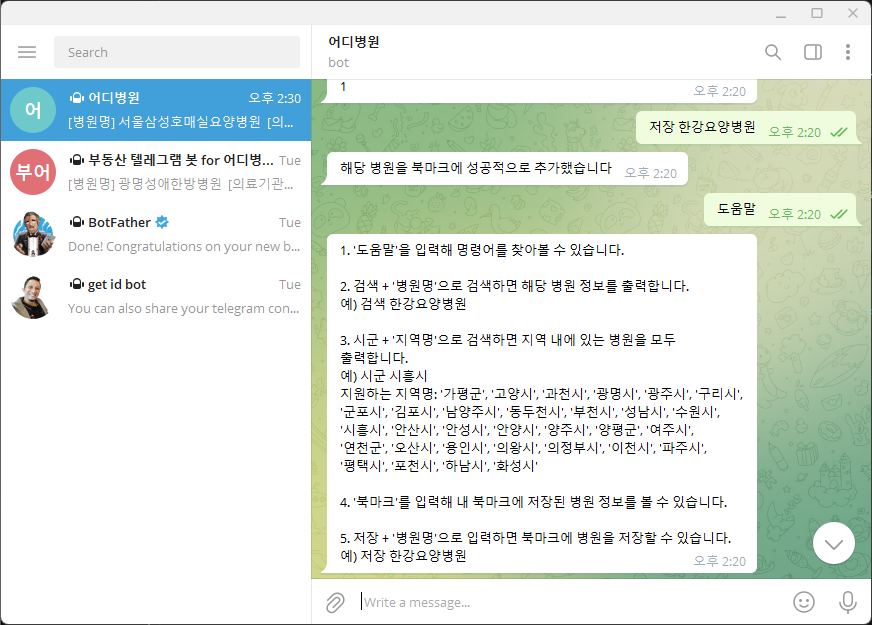 Search
어디병원
오후 2:30
[병원명] 서울삼성호매실요양병원 [의...
어
부동산 텔레그램 봇 for 어디병...
Tue
[병원명] 광명성애한방병원 [의료기관...
부어
BotFather
Tue
Done! Congratulations on your new b...
get id bot
Tue
You can also share your telegram con...
어디병원
bot
1
오후 2:20
저장 한강요양병원
오후 2:20
해당 병원을 북마크에 성공적으로 추가했습니다
오후 2:20
도움말
오후 2:20
1. '도움말'을 입력해 명령어를 찾아볼 수 있습니다.
2. 검색 + '병원명'으로 검색하면 해당 병원 정보를 출력합니다.
예) 검색 한강요양병원
3. 시군 + '지역명'으로 검색하면 지역 내에 있는 병원을 모두
출력합니다.
예) 시군 시흥시
지원하는 지역명: '가평군', '고양시', '과천시', '광명시', '광주시', '구리시',
'군포시', '김포시', '남양주시', '동두천시', '부천시', '성남시', '수원시',
'시흥시', '안산시', '안성시', '안양시', '양주시', '양평군', '여주시',
'연천군', '오산시', '용인시', '의왕시', '의정부시', '이천시', '파주시',
'평택시', '포천시', '하남시', '화성시'
4. '북마크'를 입력해 내 북마크에 저장된 병원 정보를 볼 수 있습니다.
5. 저장 + '병원명'으로 입력하면 북마크에 병원을 저장할 수 있습니다.
예) 저장 한강요양병원
오후 2:20
Write a message...